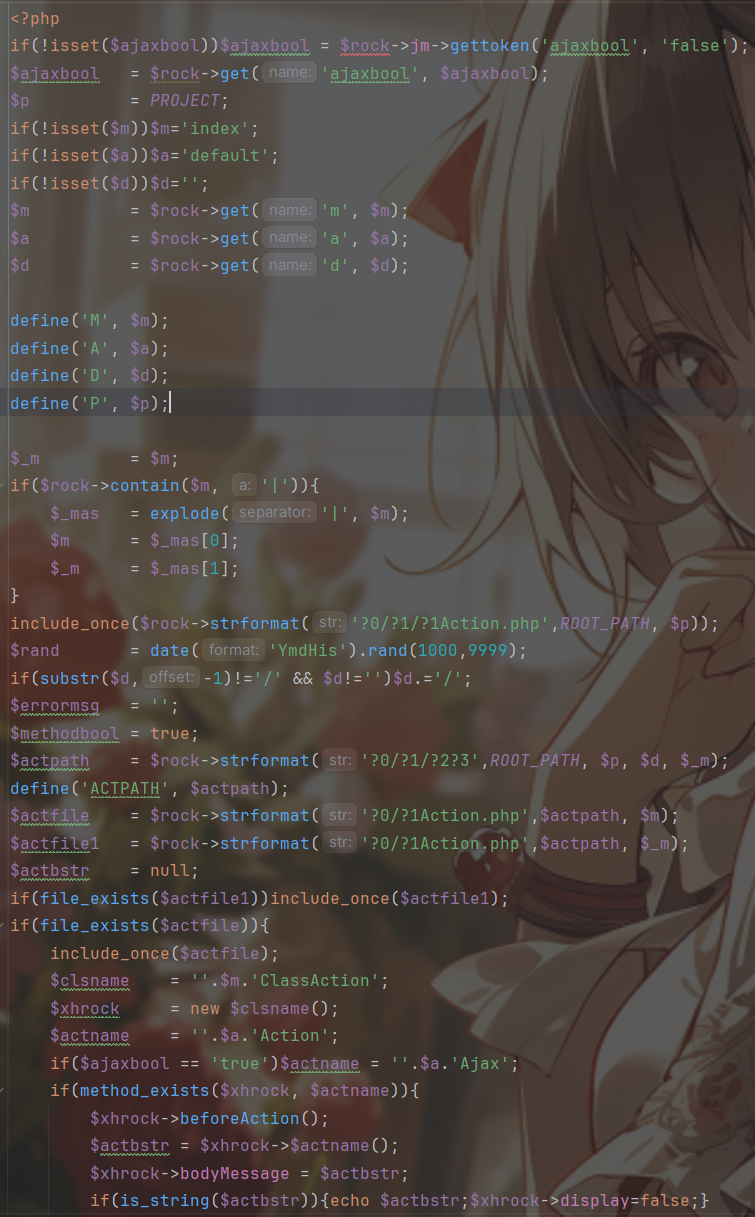 <?php
if(!isset($ajaxbool))$ajaxbool = $rock->jm->gettoken('ajaxbool', 'false');
$ajaxbool   = $rock->get( name: 'ajaxbool', $ajaxbool);
$p          = PROJECT;
if(!isset($m))$m='index';
if(!isset($a))$a='default';
if(!isset($d))$d='';
$m          = $rock->get( name: 'm', $m);
$a          = $rock->get( name: 'a', $a);
$d          = $rock->get( name: 'd', $d);
define('M', $m);
define('A', $a);
define('D', $d);
define('P', $p);
$_m         = $m;
if($rock->contain($m, a: '|')){
    $_mas   = explode( separator: '|', $m);
    $m      = $_mas[0];
    $_m     = $_mas[1];
}
include_once($rock->strformat( str: '?0/?1/?1Action.php',ROOT_PATH, $p));
$rand       = date( format: 'YmdHis').rand(1000,9999);
if(substr($d, offset: -1)!='/' && $d!='')$d.='/';
$errormsg   = '';
$methodbool = true;
$actpath    = $rock->strformat( str: '?0/?1/?2?3',ROOT_PATH, $p, $d, $_m);
define('ACTPATH', $actpath);
$actfile    = $rock->strformat( str: '?0/?1Action.php',$actpath, $m);
$actfile1   = $rock->strformat( str: '?0/?1Action.php',$actpath, $_m);
$actbstr    = null;
if(file_exists($actfile1))include_once($actfile1);
if(file_exists($actfile)){
    include_once($actfile);
    $clsname    = ''.$m.'ClassAction';
    $xhrock     = new $clsname();
    $actname    = ''.$a.'Action';
    if($ajaxbool == 'true')$actname = ''.$a.'Ajax';
    if(method_exists($xhrock, $actname)){
        $xhrock->beforeAction();
        $actbstr = $xhrock->$actname();
        $xhrock->bodyMessage = $actbstr;
        if(is_string($actbstr)){echo $actbstr;$xhrock->display=false;}